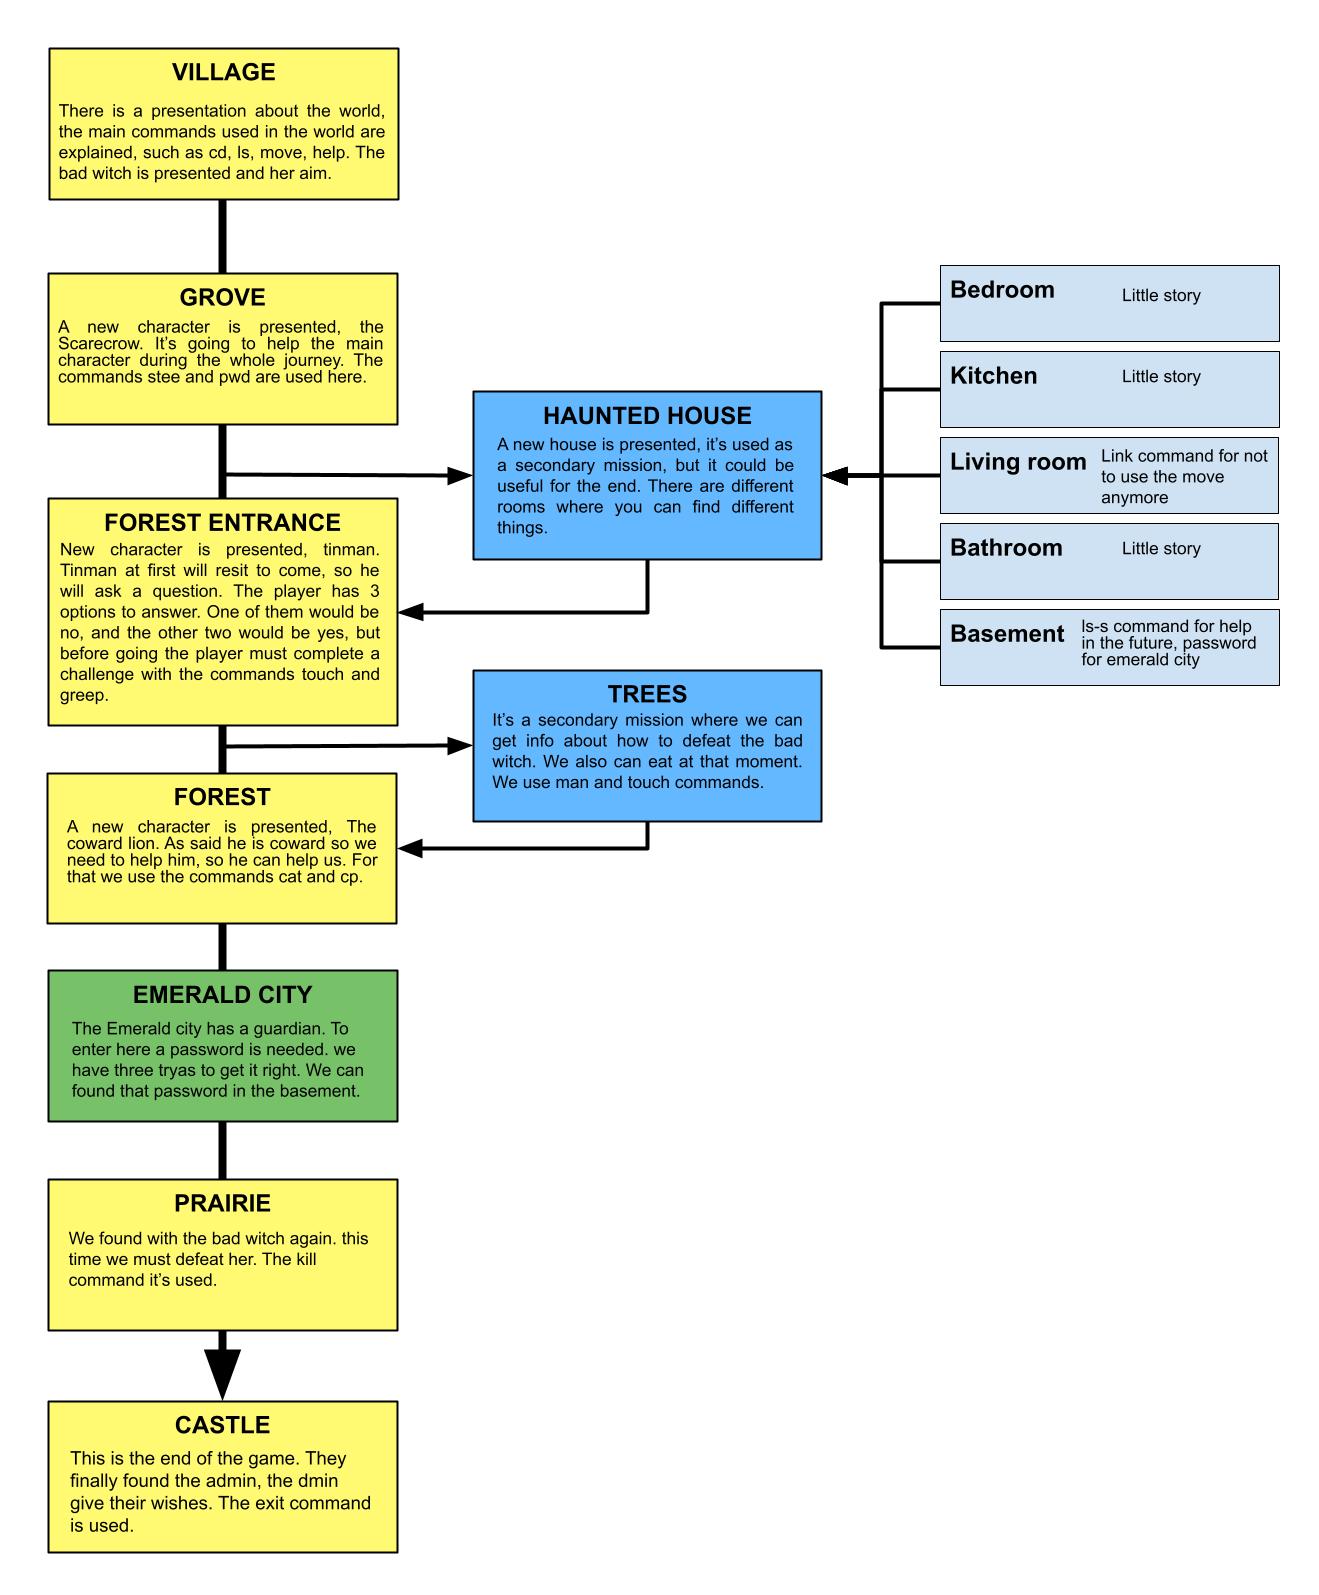 VILLAGE
There is a presentation about the world,
the main commands used in the world are
explained, such as cd, ls, move, help. The
bad witch is presented and her aim.
GROVE
A new character is presented, the
Scarecrow. It's going to help the main
character during the whole journey. The
commands stee and pwd are used here.
HAUNTED HOUSE
A new house is presented, it's used as
a secondary mission, but it could be
useful for the end. There are different
rooms where you can find different
things.
Bedroom
Little story
Kitchen
Little story
Living room
Link command for not
to use the move
anymore
Bathroom
Little story
Basement
ls-s command for help
in the future, password
for emerald city
FOREST ENTRANCE
New character is presented, tinman.
Tinman at first will resit to come, so he
will ask a question. The player has 3
options to answer. One of them would be
no, and the other two would be yes, but
before going the player must complete a
challenge with the commands touch and
greep.
TREES
It's a secondary mission where we can
get info about how to defeat the bad
witch. We also can eat at that moment.
We use man and touch commands.
FOREST
A new character is presented, The
coward lion. As said he is coward so we
need to help him, so he can help us. For
that we use the commands cat and cp.
EMERALD CITY
The Emerald city has a guardian. To
enter here a password is needed. we
have three tryas to get it right. We can
found that password in the basement.
PRAIRIE
We found with the bad witch again. this
time we must defeat her. The kill
command it's used.
CASTLE
This is the end of the game. They
finally found the admin, the dmin
give their wishes. The exit command
is used.